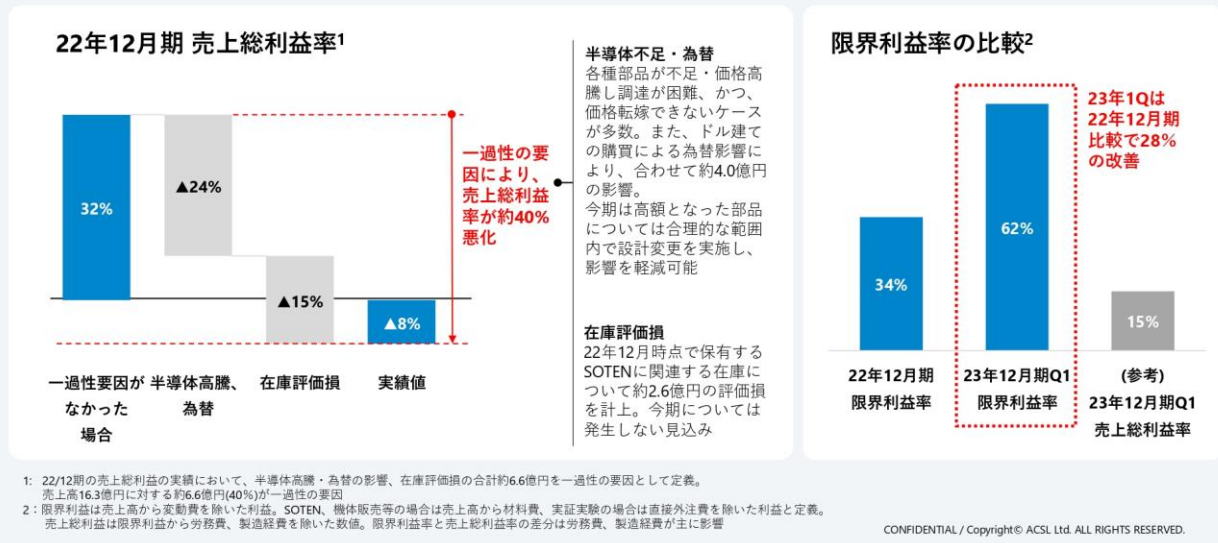 22年12月期 売上総利益率1
32%
▲24%
▲15%
▲8%
一過性の要
因により、
売上総利益
率が約40%
悪化
一過性要因が
なかった
場合
半導体高騰、
為替
在庫評価損
実績値
半導体不足・為替
各種部品が不足・価格高
騰し調達が困難、かつ、
価格転嫁できないケース
が多数。また、ドル建て
の購買による為替影響に
より、合わせて約4.0億円
の影響。
今期は高額となった部品
については合理的な範囲
内で設計変更を実施し、
影響を軽減可能
在庫評価損
22年12月時点で保有する
SOTENに関連する在庫に
ついて約2.6億円の評価損
を計上。今期については
発生しない見込み
限界利益率の比較2
23年1Qは
22年12月期
比較で28%
の改善
34%
62%
15%
22年12月期
限界利益率
23年12月期Q1
限界利益率
(参考)
23年12月期Q1
売上総利益率
1: 22/12期の売上総利益の実績において、半導体高騰・為替の影響、在庫評価損の合計約6.6億円を一過性の要因として定義。
売上高16.3億円に対する約6.6億円(40%)が一過性の要因
2：限界利益は売上高から変動費を除いた利益。SOTEN、機体販売等の場合は売上高から材料費、実証実験の場合は直接外注費を除いた利益と定義。
売上総利益は限界利益から労務費、製造経費を除いた数値。限界利益率と売上総利益率の差分は労務費、製造経費が主に影響
CONFIDENTIAL / Copyright© ACSL Ltd. ALL RIGHTS RESERVED.